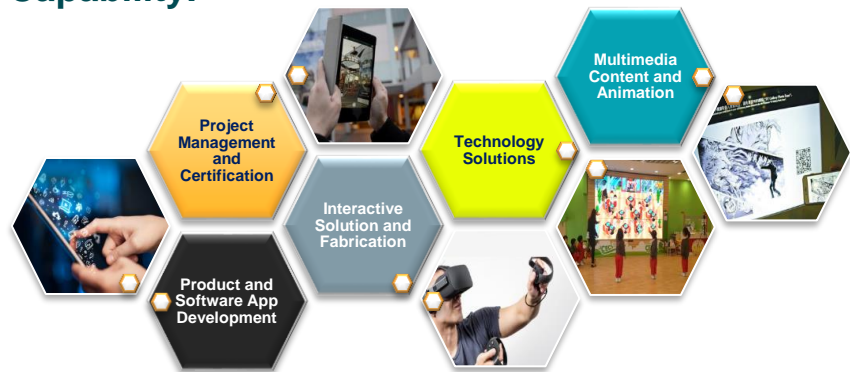 Capability:
Multimedia
Content and
Animation
Project
Management
and
Certification
Technology
Solutions
Interactive
Solution and
Fabrication
Product and
Software App
Development